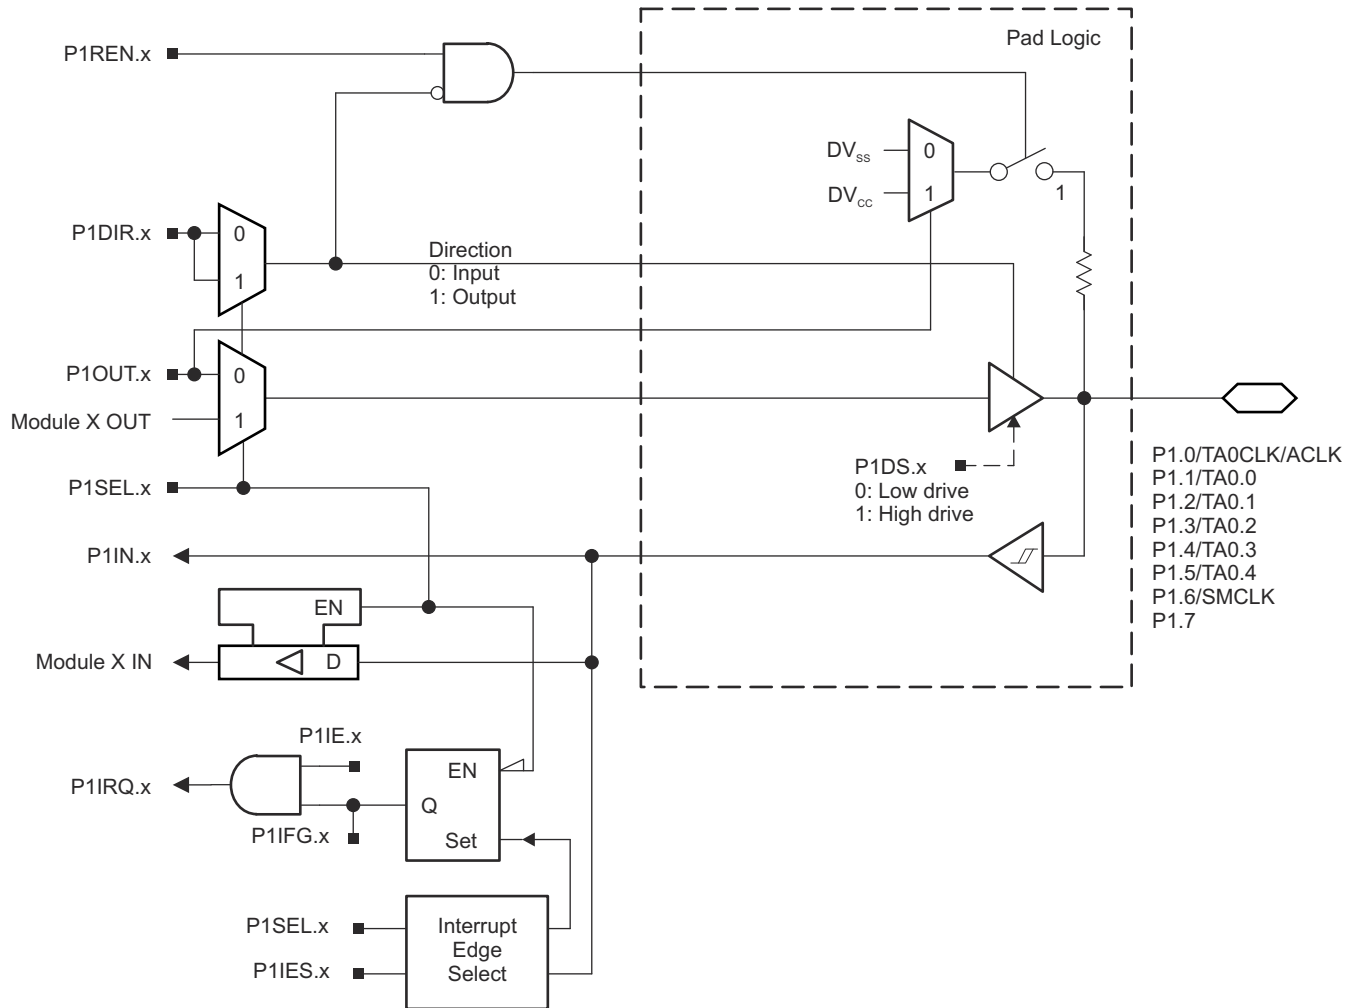 Pad Logic
P1REN.x
DVSS
0
DVCC
1
1
P1DIR.x
0
1
Direction
0: Input
1: Output
P1OUT.x
0
Module X OUT
1
P1DS.x
0: Low drive
1: High drive
P1.0/TA0CLK/ACLK
P1.1/TA0.0
P1.2/TA0.1
P1.3/TA0.2
P1.4/TA0.3
P1.5/TA0.4
P1.6/SMCLK
P1.7
P1SEL.x
P1IN.x
EN
Module X IN
D
P1IE.x
P1IRQ.x
EN
Q
P1IFG.x
Set
P1SEL.x
P1IES.x
Interrupt
Edge
Select